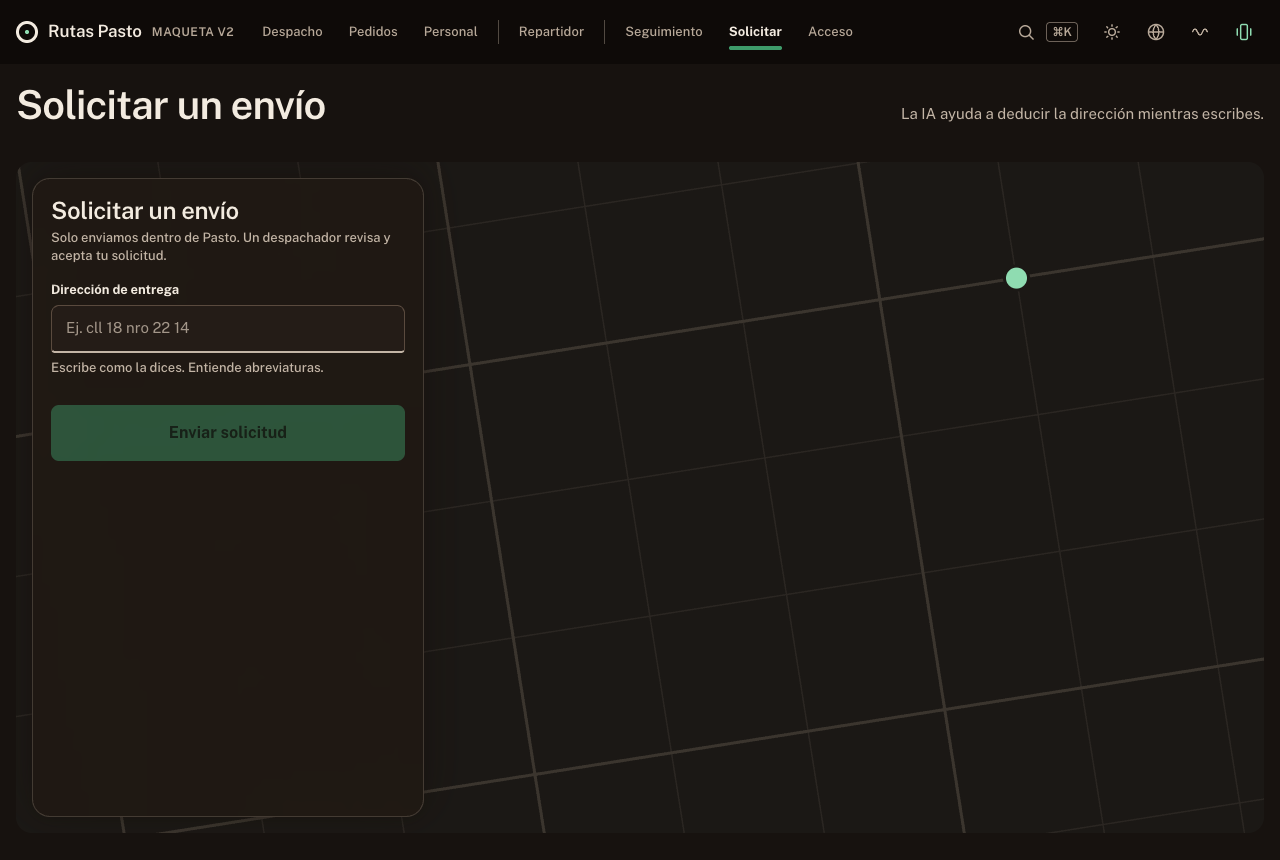 Rutas Pasto MAQUETA V2 Despacho Pedidos Personal Repartidor Seguimiento Solicitar Acceso ⌘K
Solicitar un envío
La IA ayuda a deducir la dirección mientras escribes.
Solicitar un envío
Solo enviamos dentro de Pasto. Un despachador revisa y
acepta tu solicitud.
Dirección de entrega
Ej. cll 18 nro 22 14
Escribe como la dices. Entiende abreviaturas.
Enviar solicitud